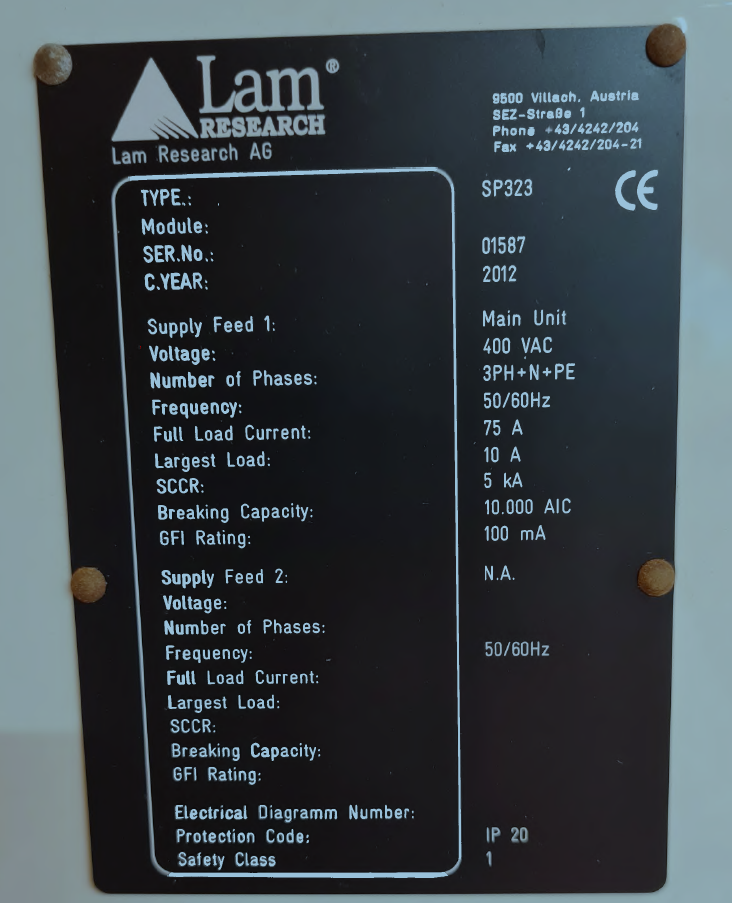 Lam®
RESEARCH
Lam Research AG
9500 Villach, Austria
SEZ-Straße 1
Phone +43/4242/204
Fax +43/4242/204-21
CE
TYPE.: SP323
Module:
SER.No.: 01587
C.YEAR: 2012
Supply Feed 1: Main Unit
Voltage: 400 VAC
Number of Phases: 3PH+N+PE
Frequency: 50/60Hz
Full Load Current: 75 A
Largest Load: 10 A
SCCR: 5 kA
Breaking Capacity: 10.000 AIC
GFI Rating: 100 mA
Supply Feed 2: N.A.
Voltage:
Number of Phases:
Frequency: 50/60Hz
Full Load Current:
Largest Load:
SCCR:
Breaking Capacity:
GFI Rating:
Electrical Diagramm Number:
Protection Code: IP 20
Safety Class 1